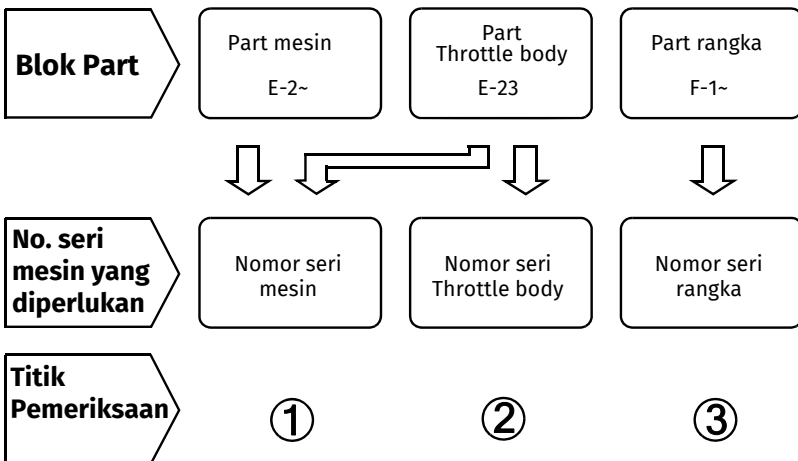 Blok Part
Part mesin
E-2~
Part
Throttle body
E-23
Part rangka
F-1~
No. seri
mesin yang
diperlukan
Nomor seri
mesin
Nomor seri
Throttle body
Nomor seri
rangka
Titik
Pemeriksaan
①
②
③